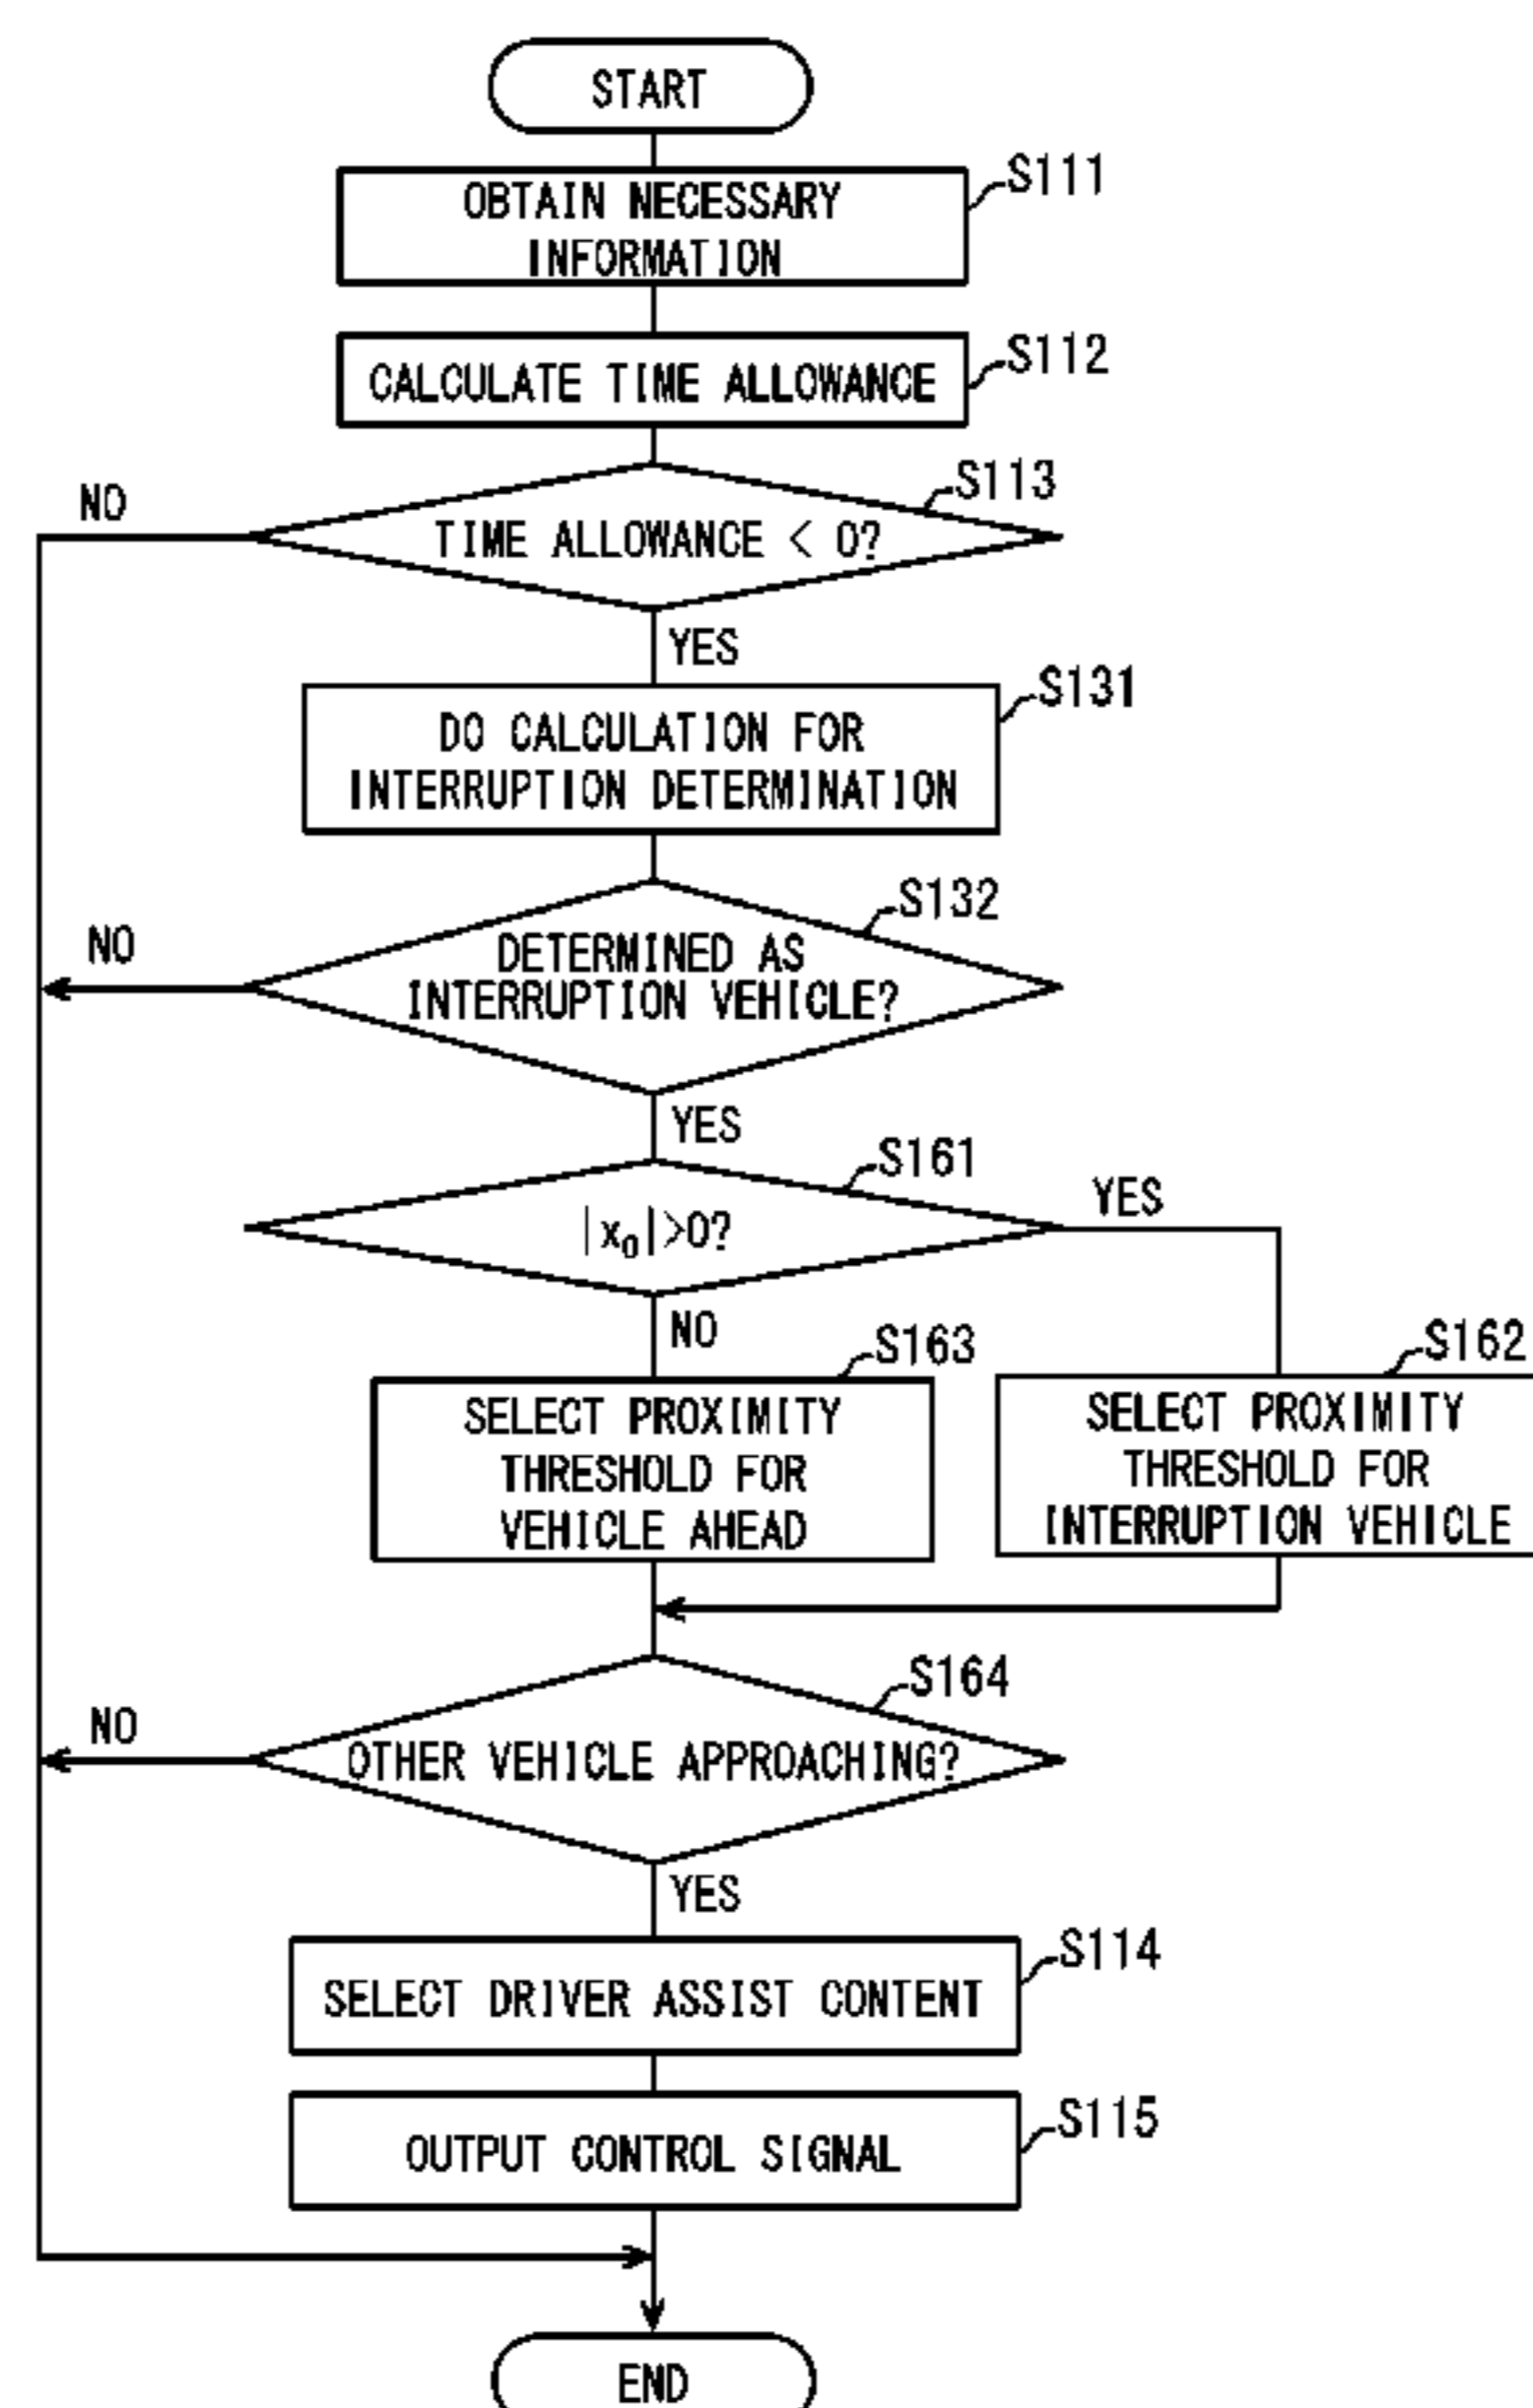 START
OBTAIN NECESSARY
INFORMATION
S111
CALCULATE TIME ALLOWANCE
S112
S113
NO
TIME ALLOWANCE < 0?
YES
S131
DO CALCULATION FOR
INTERRUPTION DETERMINATION
S132
NO
DETERMINED AS
INTERRUPTION VEHICLE?
YES
S161
YES
|x₀|>0?
NO
S163
SELECT PROXIMITY
THRESHOLD FOR
VEHICLE AHEAD
S162
SELECT PROXIMITY
THRESHOLD FOR
INTERRUPTION VEHICLE
S164
NO
OTHER VEHICLE APPROACHING?
YES
S114
SELECT DRIVER ASSIST CONTENT
S115
OUTPUT CONTROL SIGNAL
END